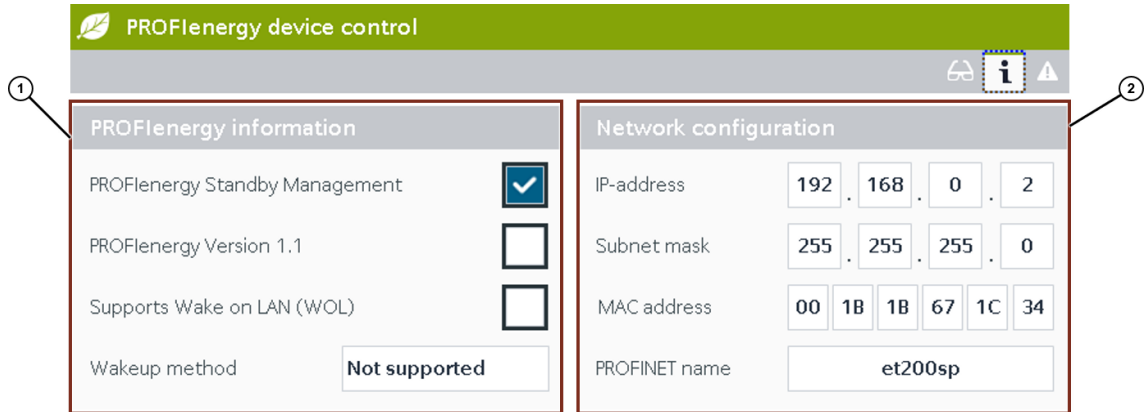 PROFIenergy device control
1
2
PROFIenergy information
PROFIenergy Standby Management
PROFIenergy Version 1.1
Supports Wake on LAN (WOL)
Wakeup method Not supported
Network configuration
IP-address 192 . 168 . 0 . 2
Subnet mask 255 . 255 . 255 . 0
MAC address 00 1B 1B 67 1C 34
PROFINET name et200sp